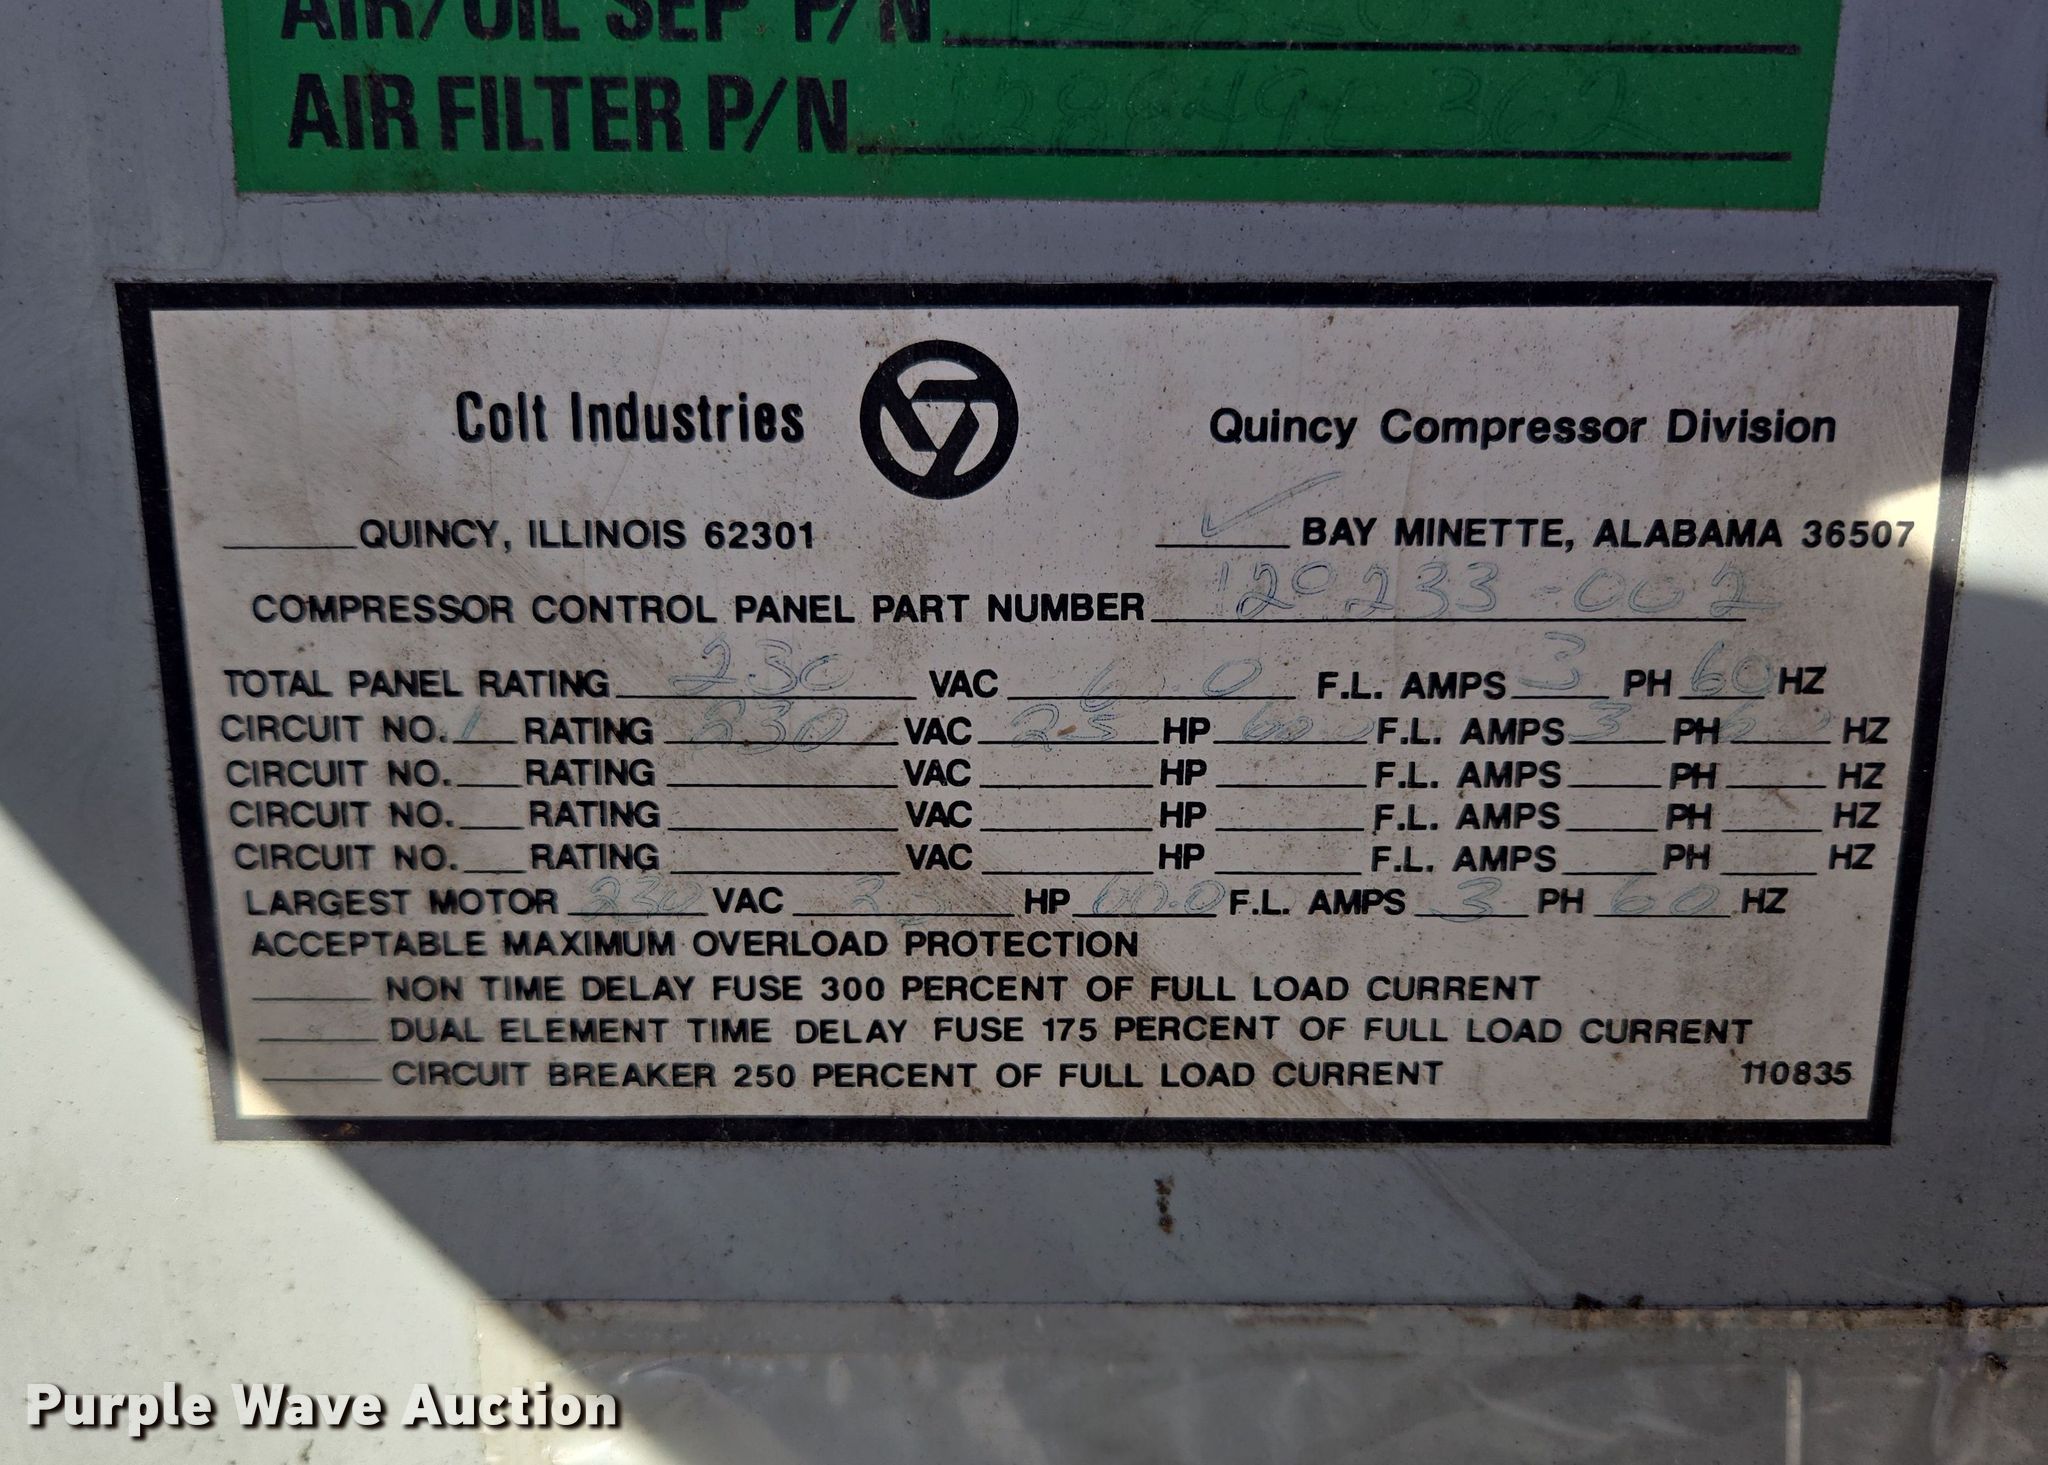 AIR/OIL SEP P/N
AIR FILTER P/N
Colt Industries Quincy Compressor Division
QUINCY, ILLINOIS 62301 ✓ BAY MINETTE, ALABAMA 36507
COMPRESSOR CONTROL PANEL PART NUMBER 120233-002
TOTAL PANEL RATING 230 VAC 60.0 F.L. AMPS 3 PH 60 HZ
CIRCUIT NO. 1 RATING 230 VAC 25 HP 60.0 F.L. AMPS 3 PH 60 HZ
CIRCUIT NO. RATING VAC HP F.L. AMPS PH HZ
CIRCUIT NO. RATING VAC HP F.L. AMPS PH HZ
CIRCUIT NO. RATING VAC HP F.L. AMPS PH HZ
LARGEST MOTOR 230 VAC 25 HP 60.0 F.L. AMPS 3 PH 60 HZ
ACCEPTABLE MAXIMUM OVERLOAD PROTECTION
NON TIME DELAY FUSE 300 PERCENT OF FULL LOAD CURRENT
DUAL ELEMENT TIME DELAY FUSE 175 PERCENT OF FULL LOAD CURRENT
CIRCUIT BREAKER 250 PERCENT OF FULL LOAD CURRENT 110835
Purple Wave Auction